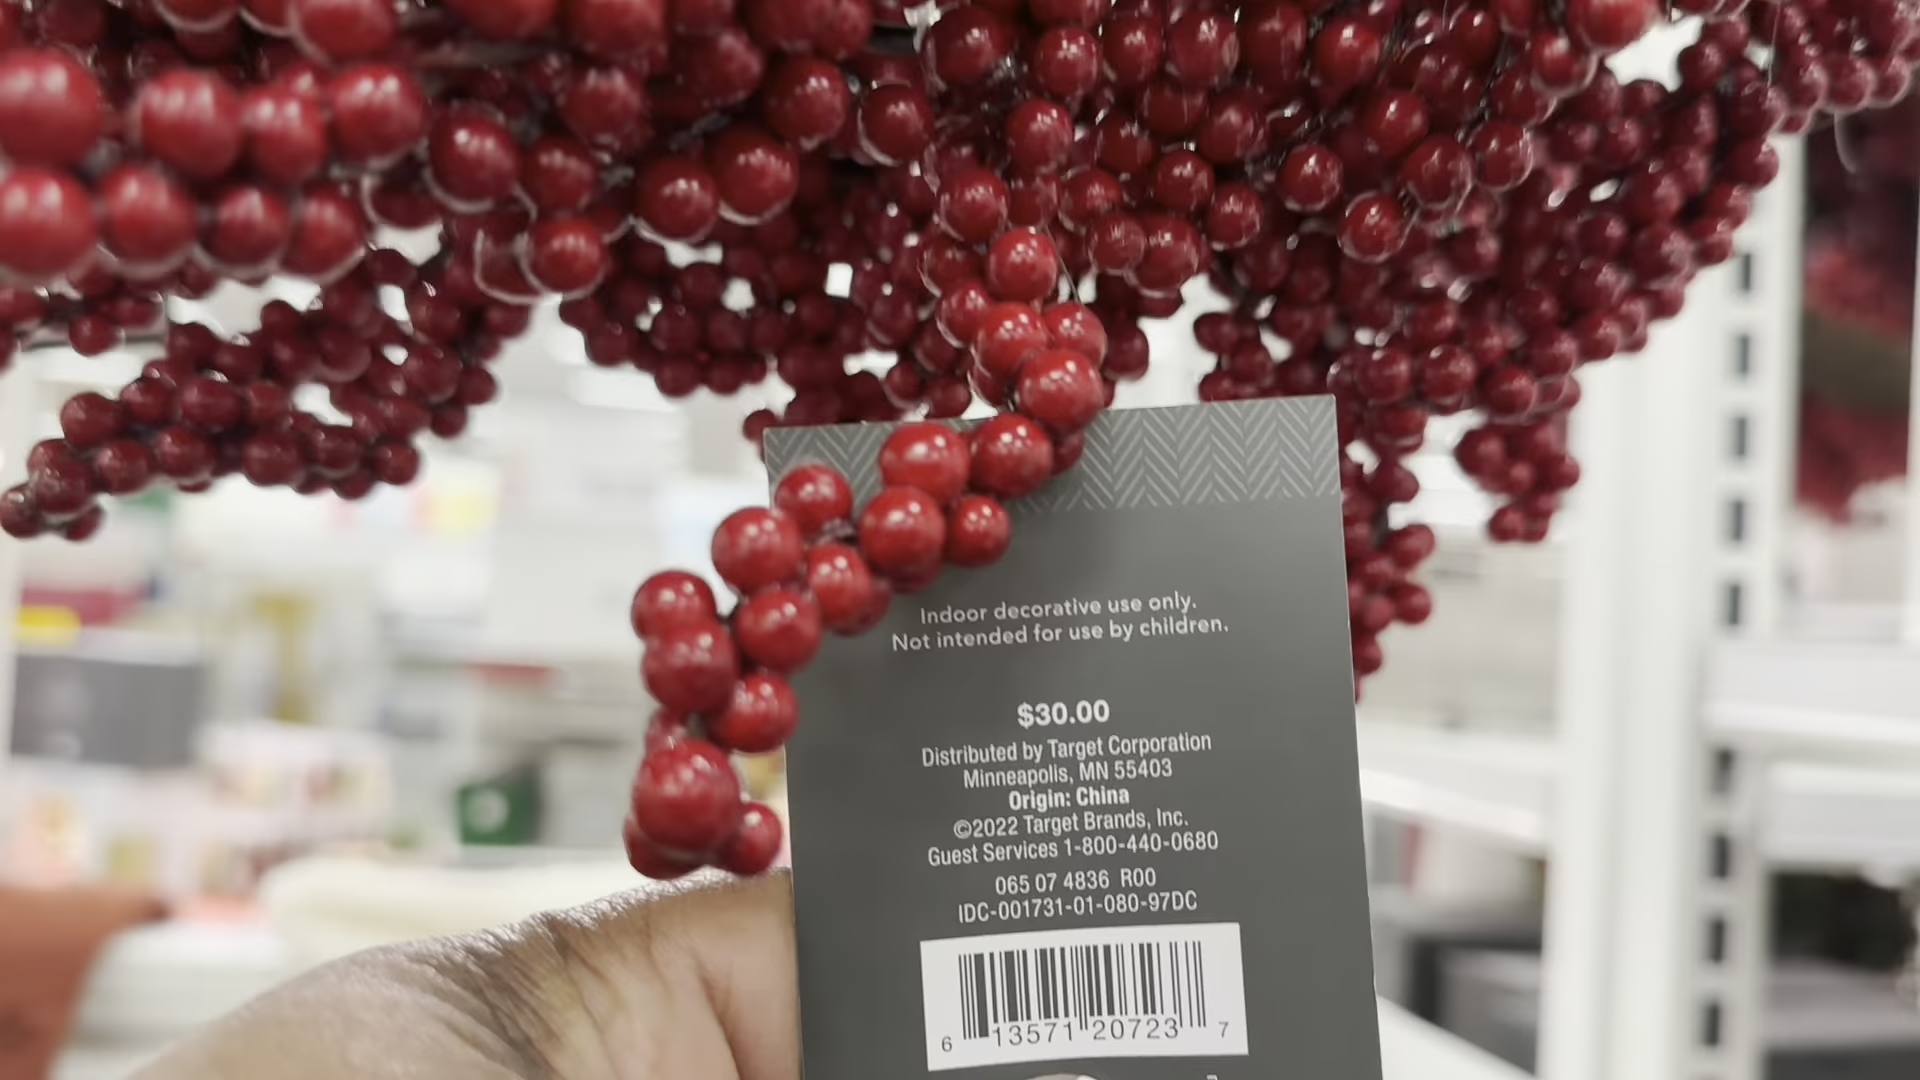 Indoor decorative use only.
Not intended for use by children.
$30.00
Distributed by Target Corporation
Minneapolis, MN 55403
Origin: China
©2022 Target Brands, Inc.
Guest Services 1-800-440-0680
065 07 4836 R00
IDC-001731-01-080-97DC
6 13571 20723 7